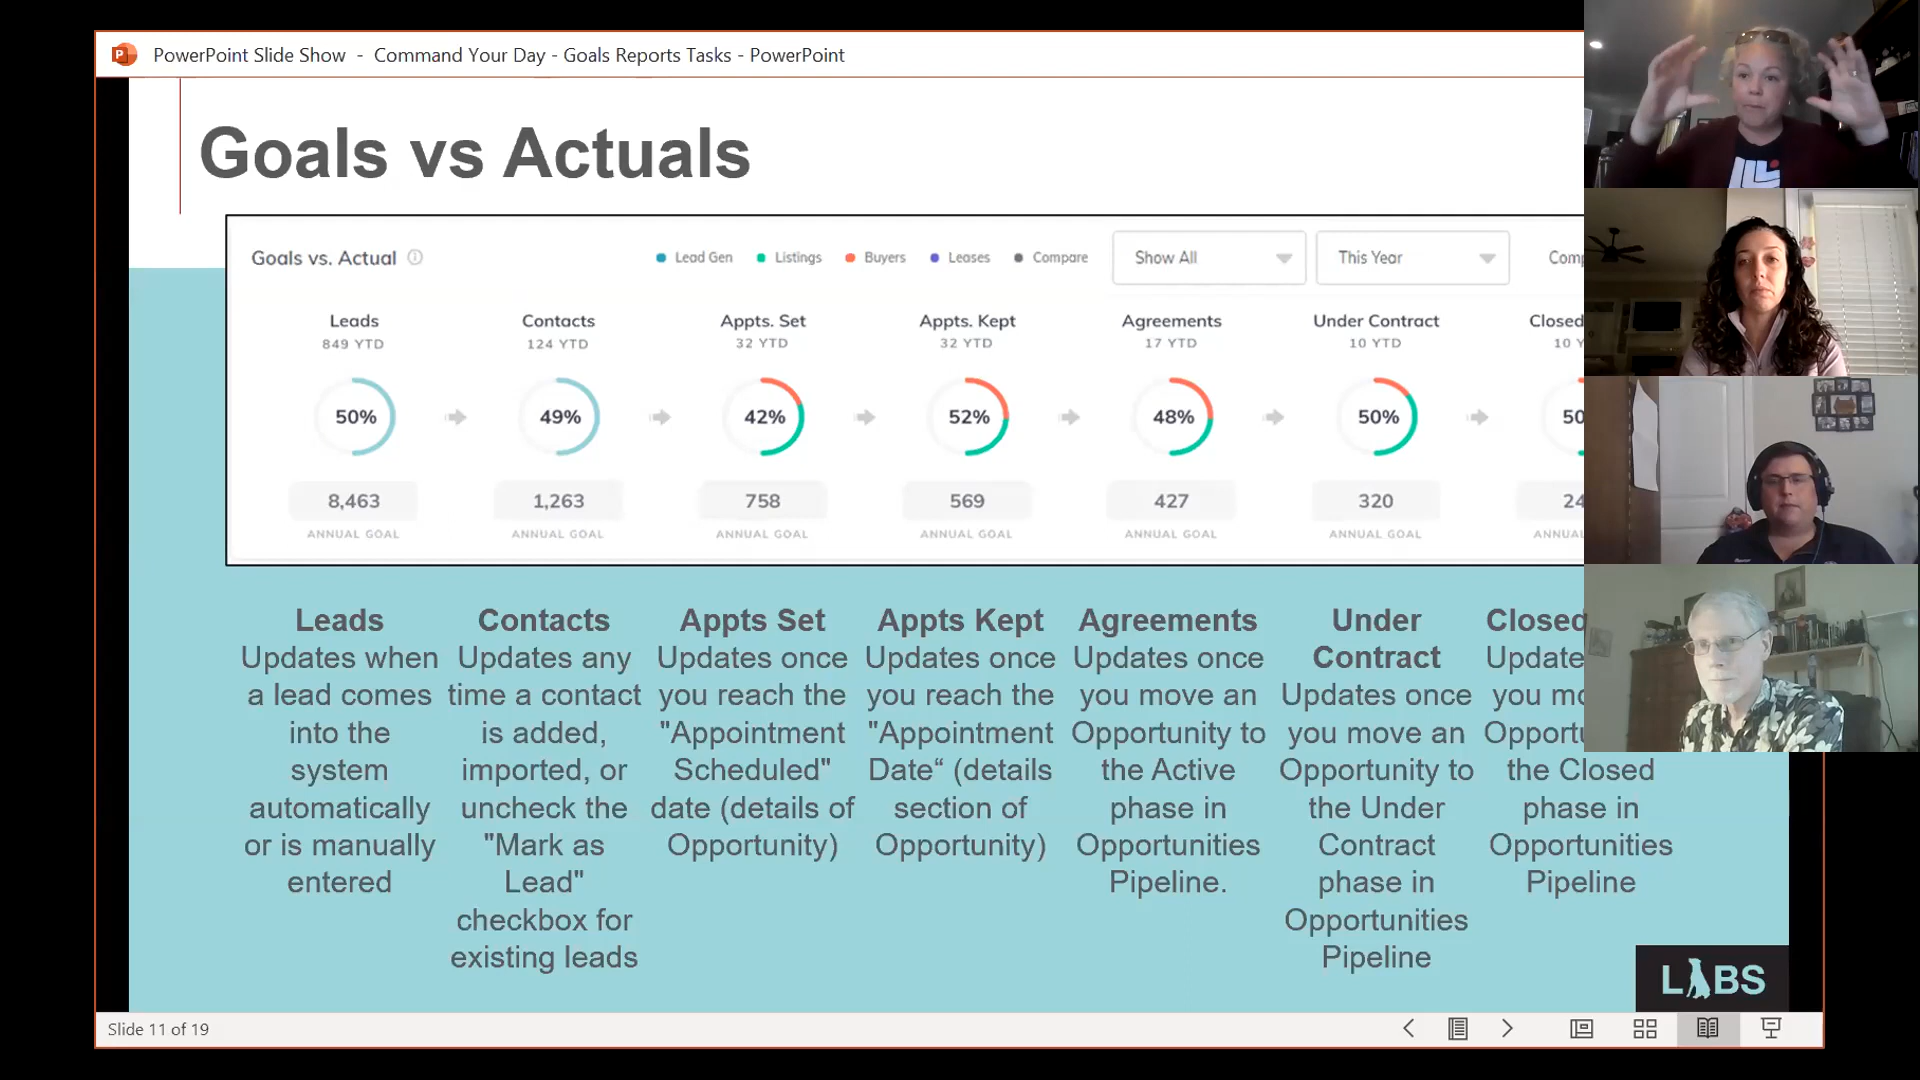 PowerPoint Slide Show - Command Your Day - Goals Reports Tasks - PowerPoint
Goals vs Actuals
Goals vs. Actual
Lead Gen Listings Buyers Leases Compare
Show All
This Year
Leads Contacts Appts. Set Appts. Kept Agreements Under Contract Closed
849 YTD 124 YTD 32 YTD 32 YTD 17 YTD 10 YTD 10
50% 49% 42% 52% 48% 50% 50
8,463 1,263 758 569 427 320 24
ANNUAL GOAL ANNUAL GOAL ANNUAL GOAL ANNUAL GOAL ANNUAL GOAL ANNUAL GOAL
Leads
Updates when
a lead comes
into the
system
automatically
or is manually
entered
Contacts
Updates any
time a contact
is added,
imported, or
uncheck the
"Mark as
Lead"
checkbox for
existing leads
Appts Set
Updates once
you reach the
"Appointment
Scheduled"
date (details of
Opportunity)
Appts Kept
Updates once
you reach the
"Appointment
Date“ (details
section of
Opportunity)
Agreements
Updates once
you move an
Opportunity to
the Active
phase in
Opportunities
Pipeline.
Under
Contract
Updates once
you move an
Opportunity to
the Under
Contract
phase in
Opportunities
Pipeline
Closed
you
the Closed
phase in
Opportunities
Pipeline
LABS
Slide 11 of 19